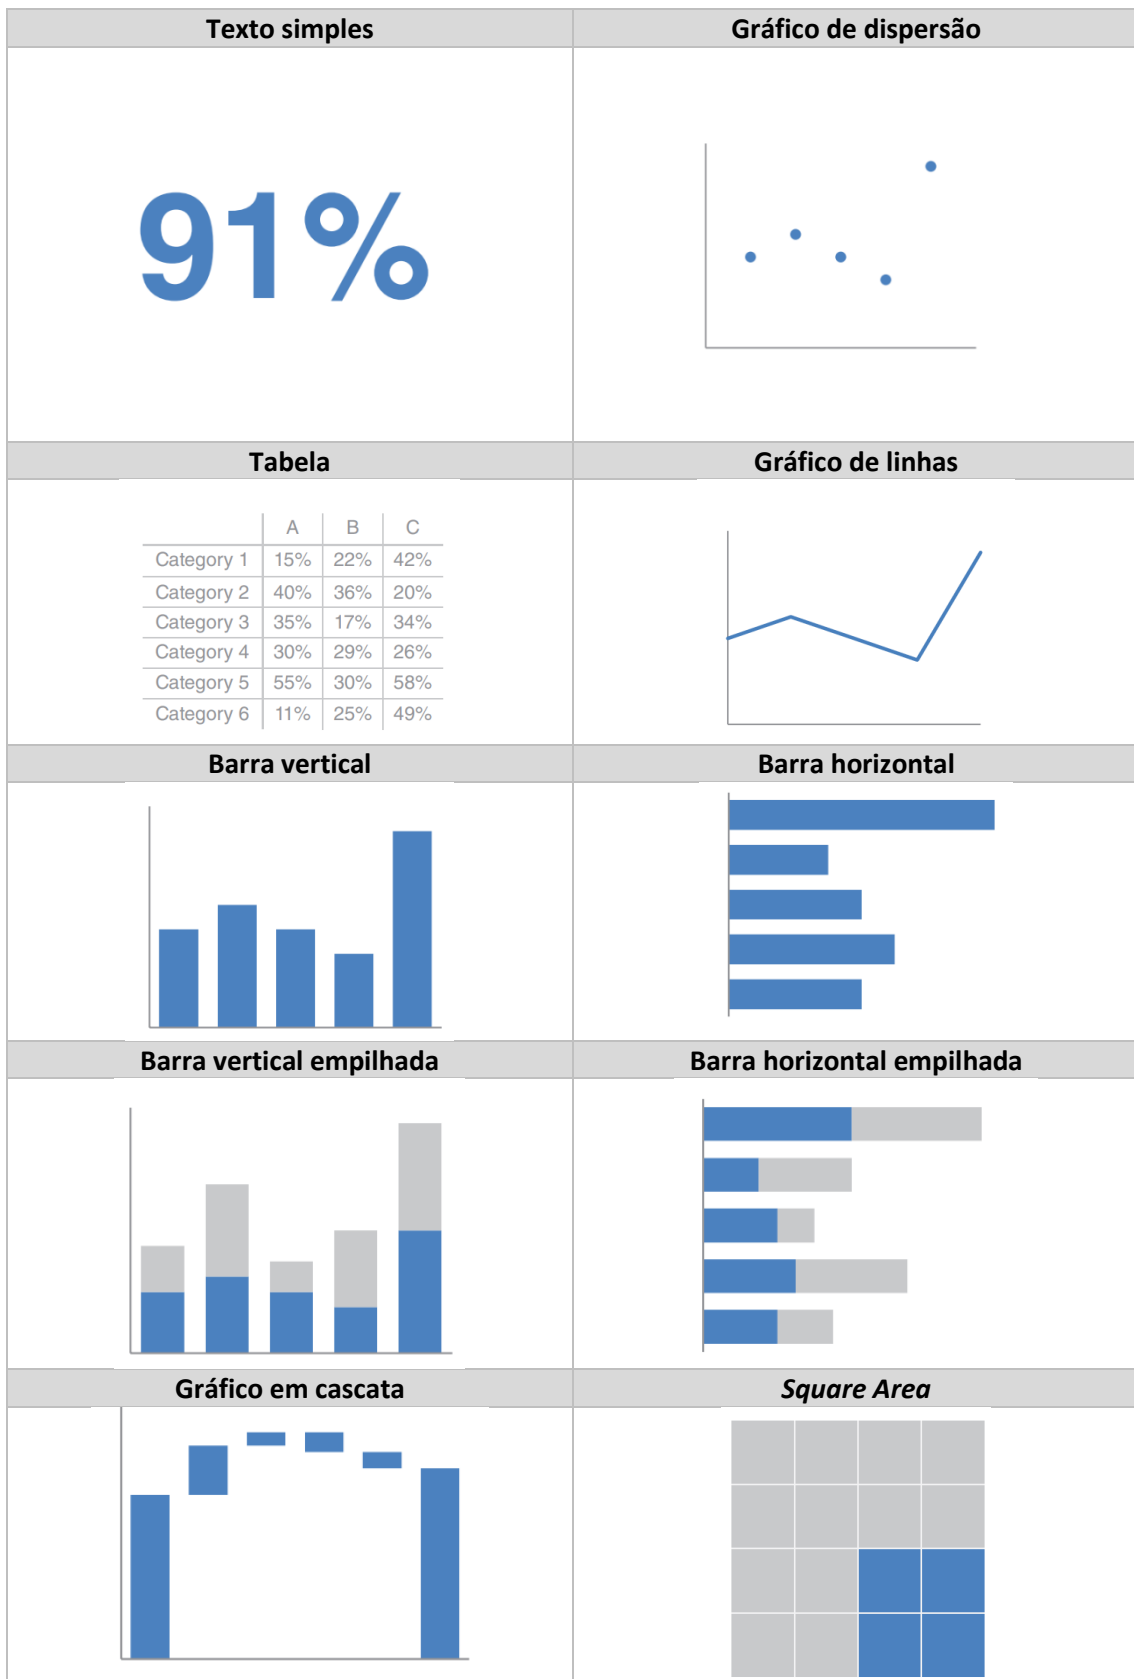 Texto simples
Gráfico de dispersão
91%
Tabela
Gráfico de linhas
A B C
Category 1 15% 22% 42%
Category 2 40% 36% 20%
Category 3 35% 17% 34%
Category 4 30% 29% 26%
Category 5 55% 30% 58%
Category 6 11% 25% 49%
Barra vertical
Barra horizontal
Barra vertical empilhada
Barra horizontal empilhada
Gráfico em cascata
Square Area